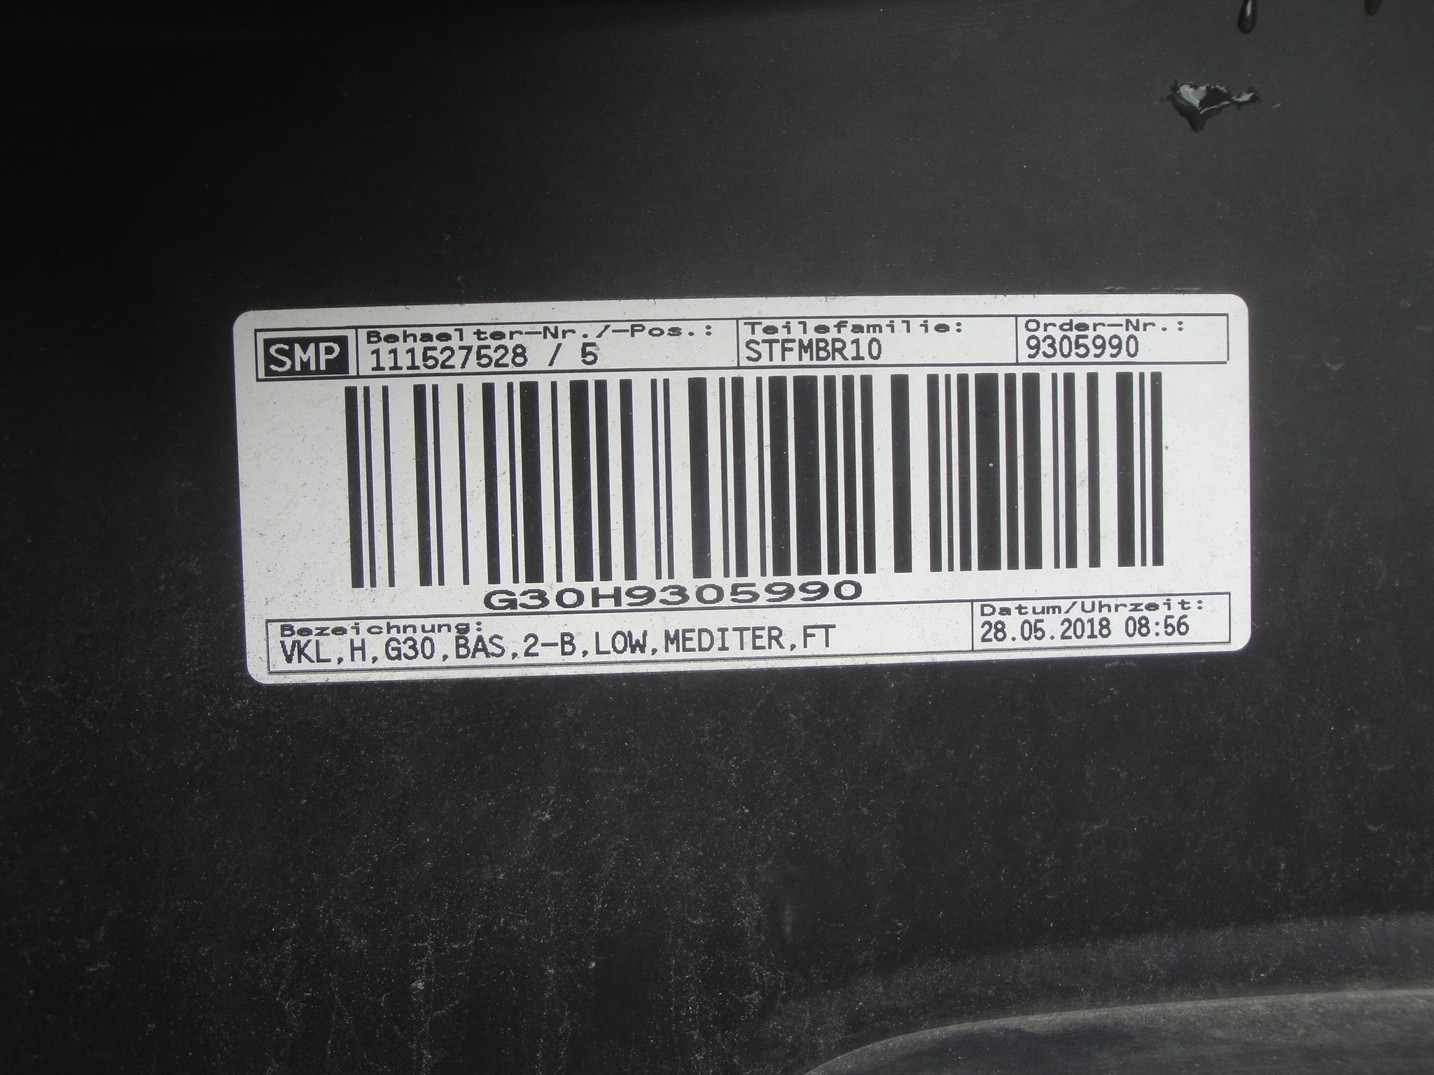 SMP
Behaelter-Nr./-Pos.:
111527528 / 5
Teilefamilie:
STFMBR10
Order-Nr.:
9305990
G30H9305990
Bezeichnung:
VKL,H,G30,BAS,2-B,LOW,MEDITER,FT
Datum/Uhrzeit:
28.05.2018 08:56